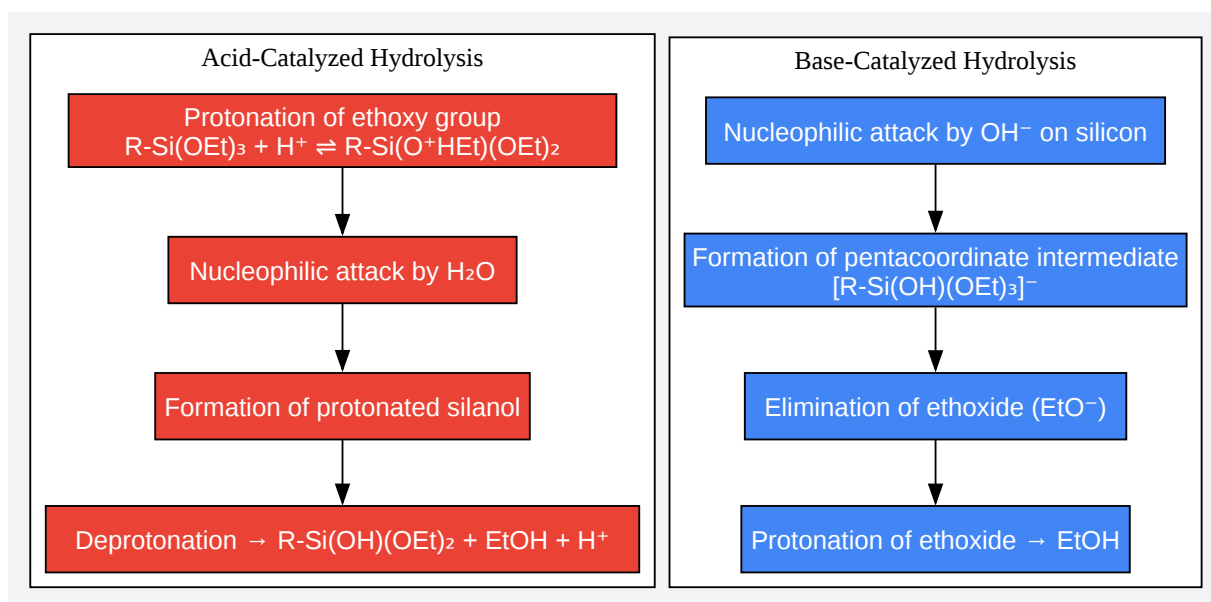 Acid-Catalyzed Hydrolysis
Protonation of ethoxy group
R-Si(OEt)₃ + H⁺ ⇌ R-Si(O⁺HEt)(OEt)₂
Nucleophilic attack by H₂O
Formation of protonated silanol
Deprotonation → R-Si(OH)(OEt)₂ + EtOH + H⁺
Base-Catalyzed Hydrolysis
Nucleophilic attack by OH⁻ on silicon
Formation of pentacoordinate intermediate
[R-Si(OH)(OEt)₃]⁻
Elimination of ethoxide (EtO⁻)
Protonation of ethoxide → EtOH